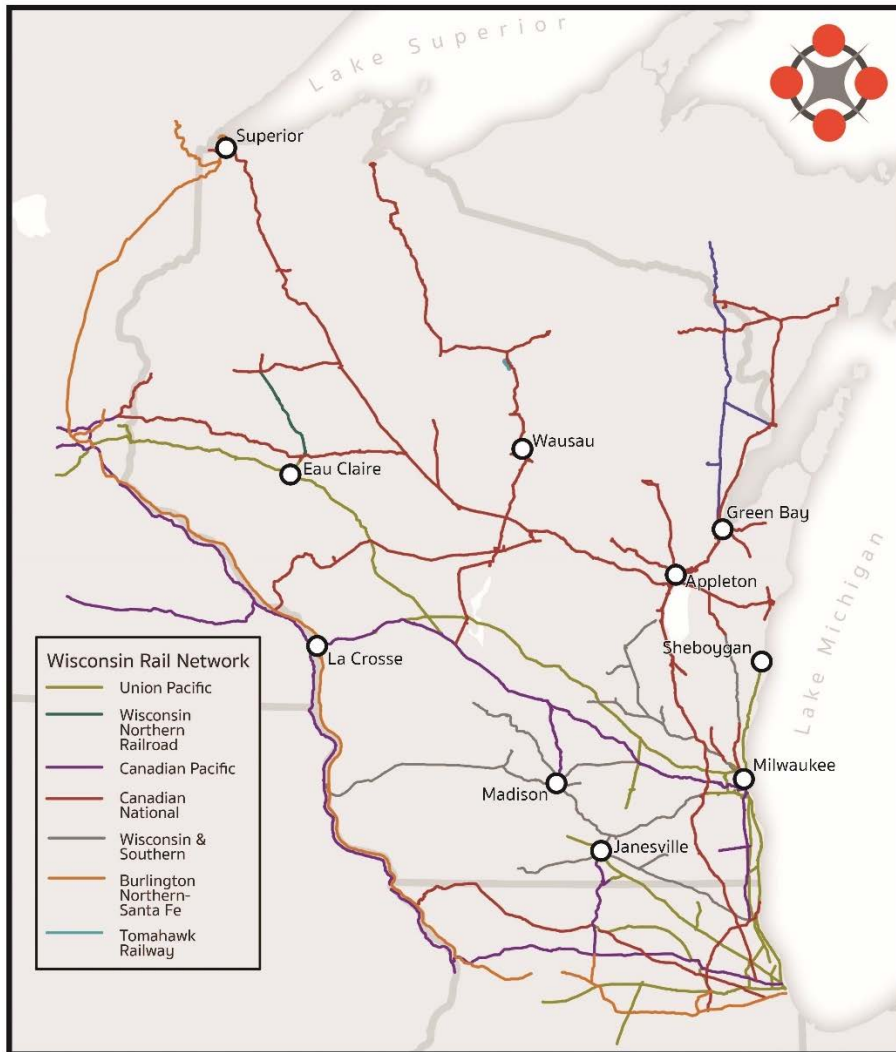 Lake Superior
Superior
Wausau
Eau Claire
Green Bay
Appleton
Sheboygan
La Crosse
Lake Michigan
Milwaukee
Madison
Janesville
Wisconsin Rail Network
Union Pacific
Wisconsin
Northern
Railroad
Canadian Pacific
Canadian
National
Wisconsin &
Southern
Burlington
Northern-
Santa Fe
Tomahawk
Railway